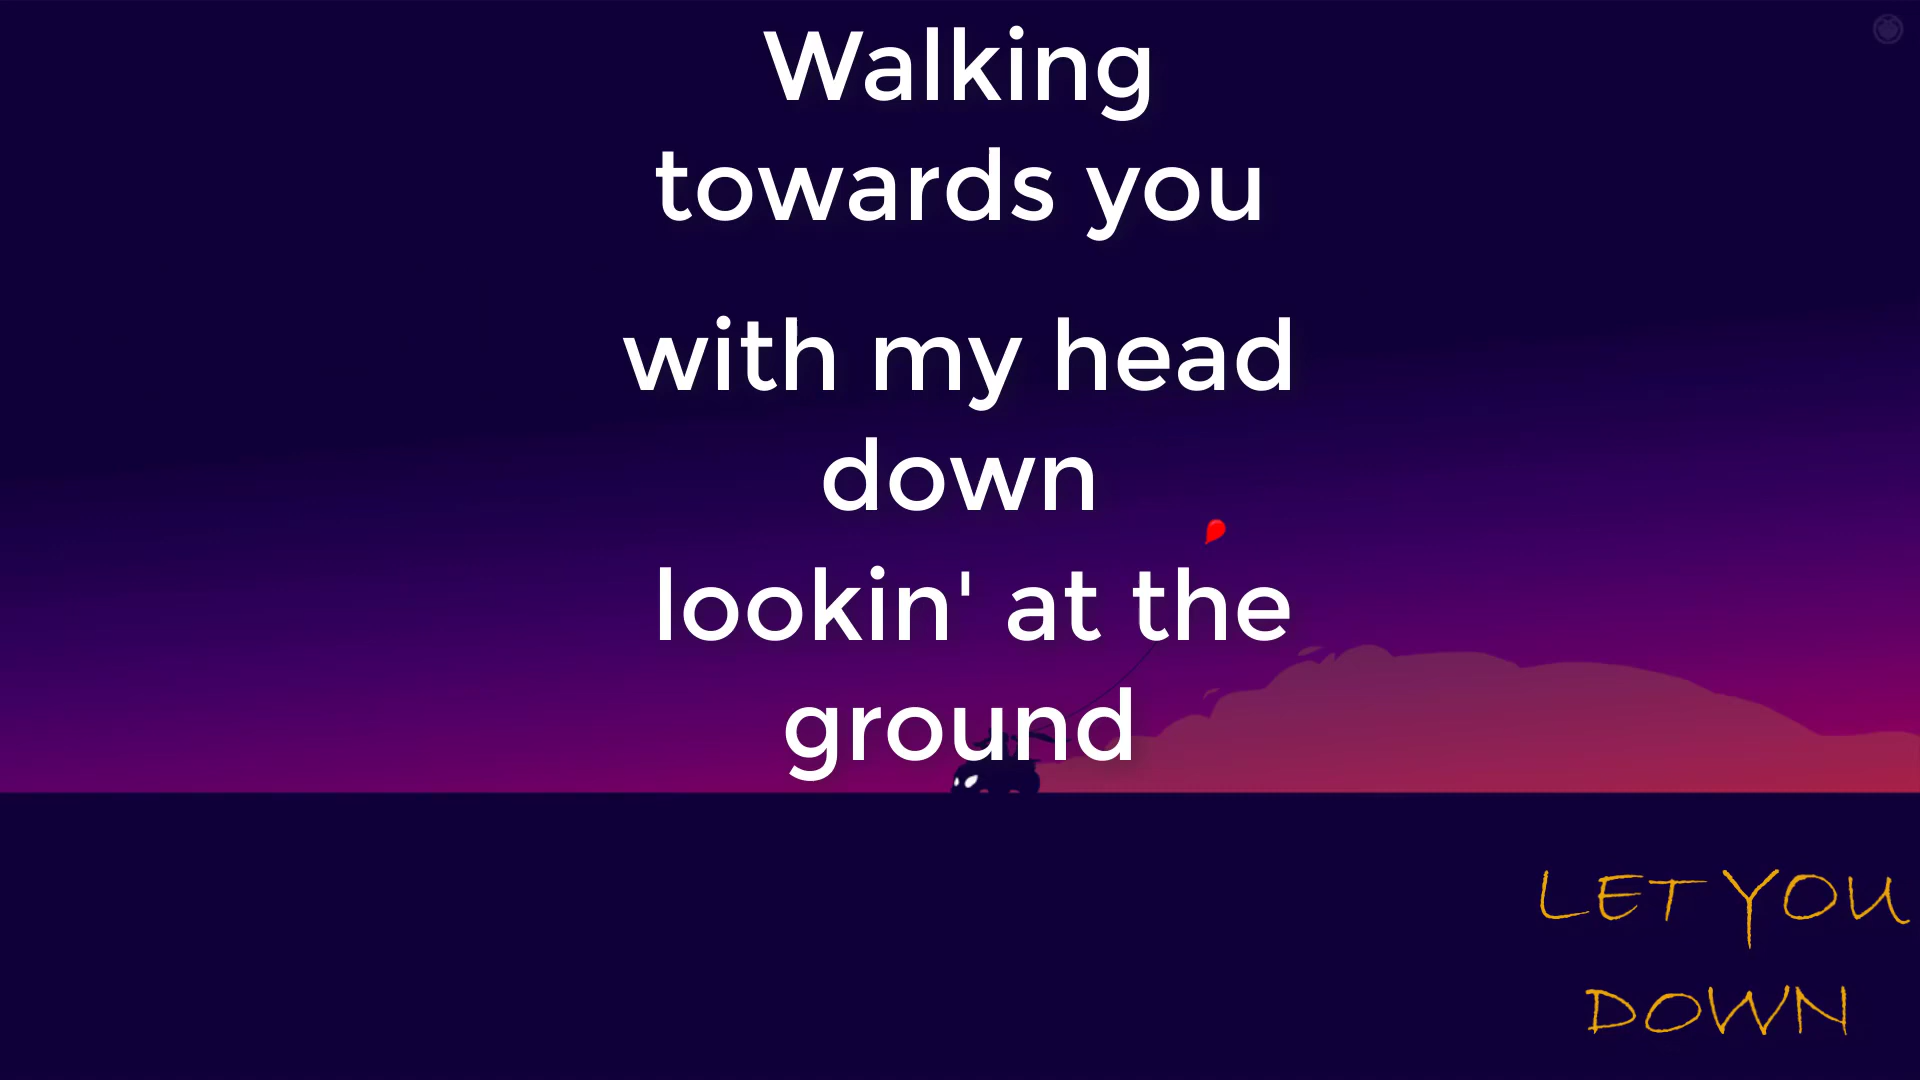 Walking
towards you
with my head
down
lookin' at the
ground
LET YOU
DOWN